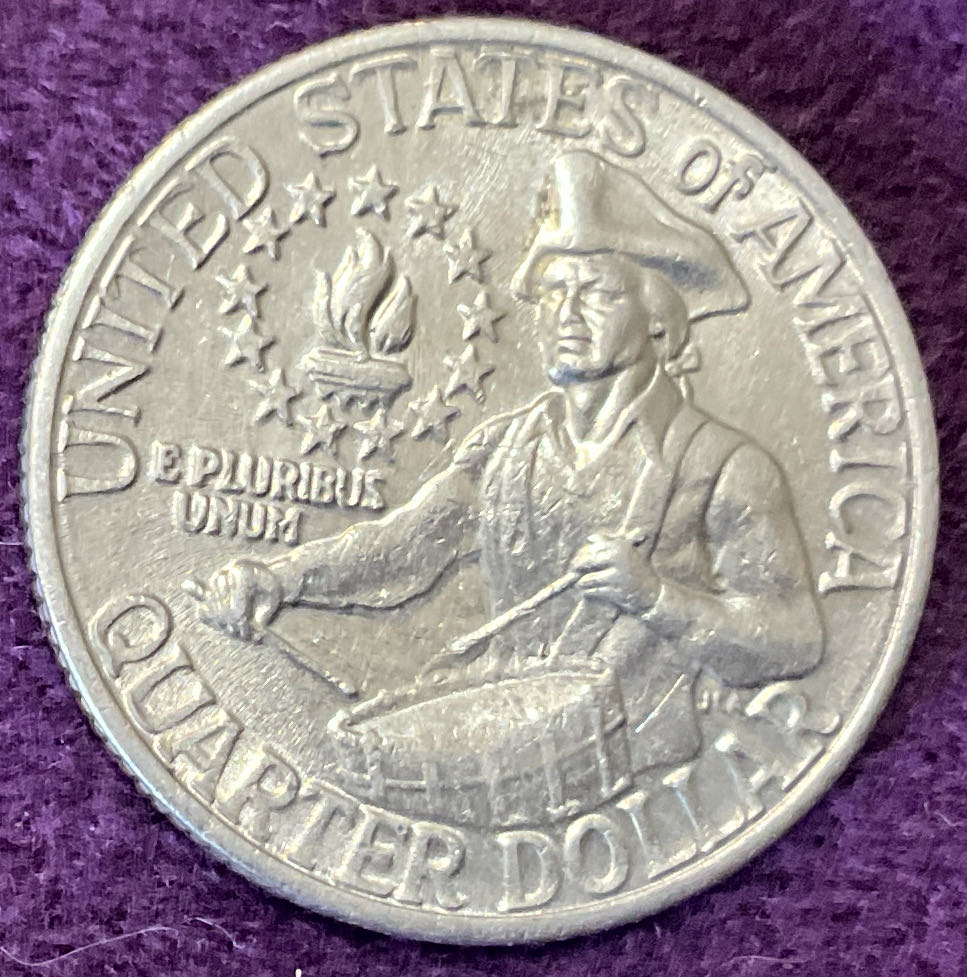 UNITED STATES of AMERICA
E PLURIBUS
UNUM
QUARTER DOLLAR